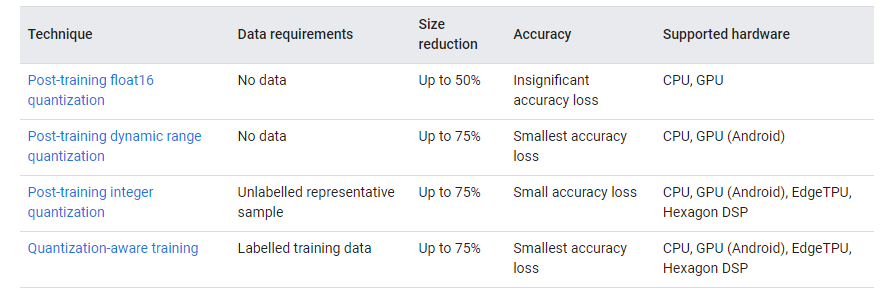 Technique Data requirements Size reduction Accuracy Supported hardware
Post-training float16 quantization No data Up to 50% Insignificant accuracy loss CPU, GPU
Post-training dynamic range quantization No data Up to 75% Smallest accuracy loss CPU, GPU (Android)
Post-training integer quantization Unlabelled representative sample Up to 75% Small accuracy loss CPU, GPU (Android), EdgeTPU, Hexagon DSP
Quantization-aware training Labelled training data Up to 75% Smallest accuracy loss CPU, GPU (Android), EdgeTPU, Hexagon DSP